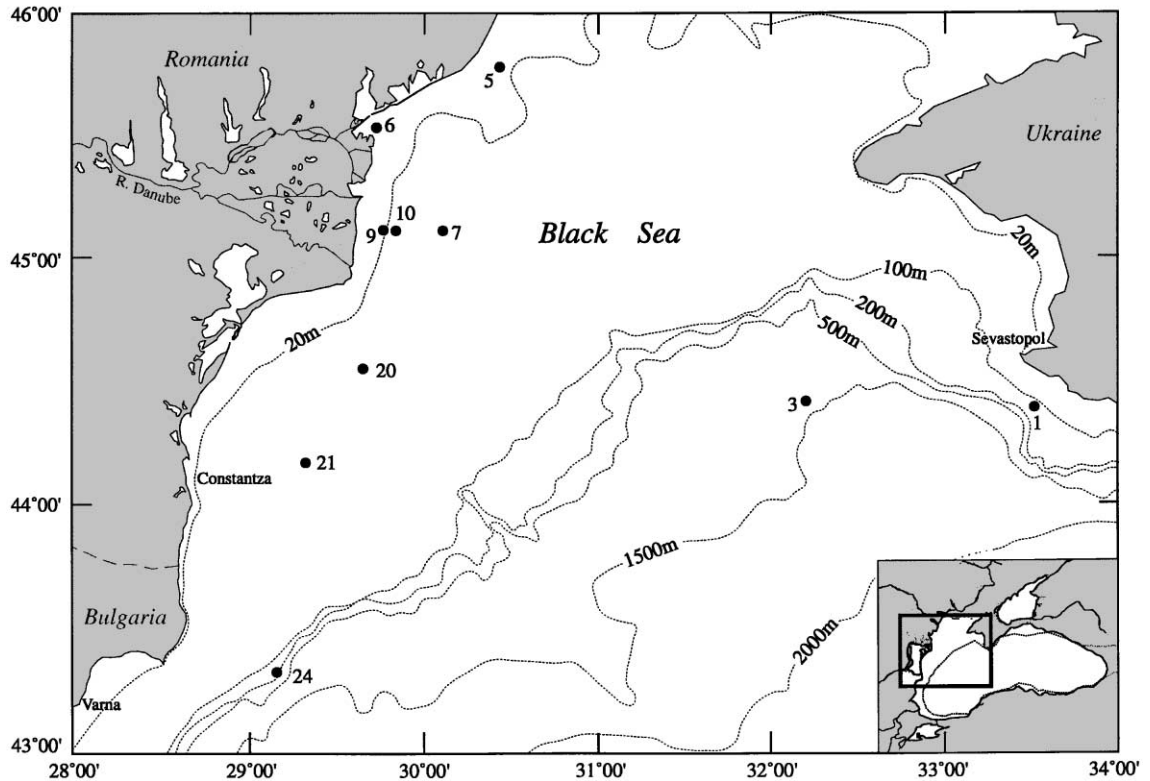 46°00'
Romania
5
6
Ukraine
R. Danube
10
9
7
Black Sea
20m
45°00'
100m
200m
20m
500m
Sevastopol
20
3
1
21
Constantza
44°00'
1500m
Bulgaria
2000m
24
Varna
43°00'
28°00'
29°00'
30°00'
31°00'
32°00'
33°00'
34°00'